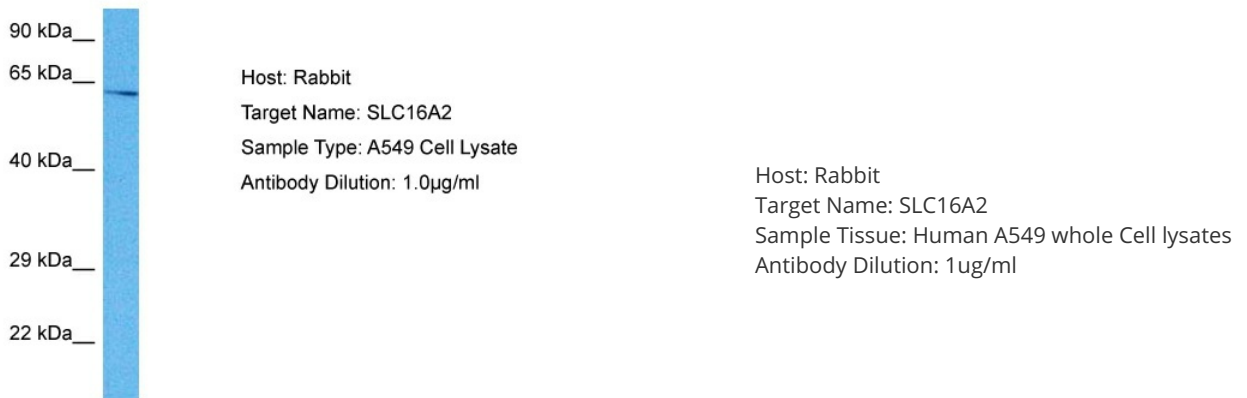 90 kDa__
65 kDa__
40 kDa__
29 kDa__
22 kDa__
Host: Rabbit
Target Name: SLC16A2
Sample Type: A549 Cell Lysate
Antibody Dilution: 1.0µg/ml
Host: Rabbit
Target Name: SLC16A2
Sample Tissue: Human A549 whole Cell lysates
Antibody Dilution: 1ug/ml